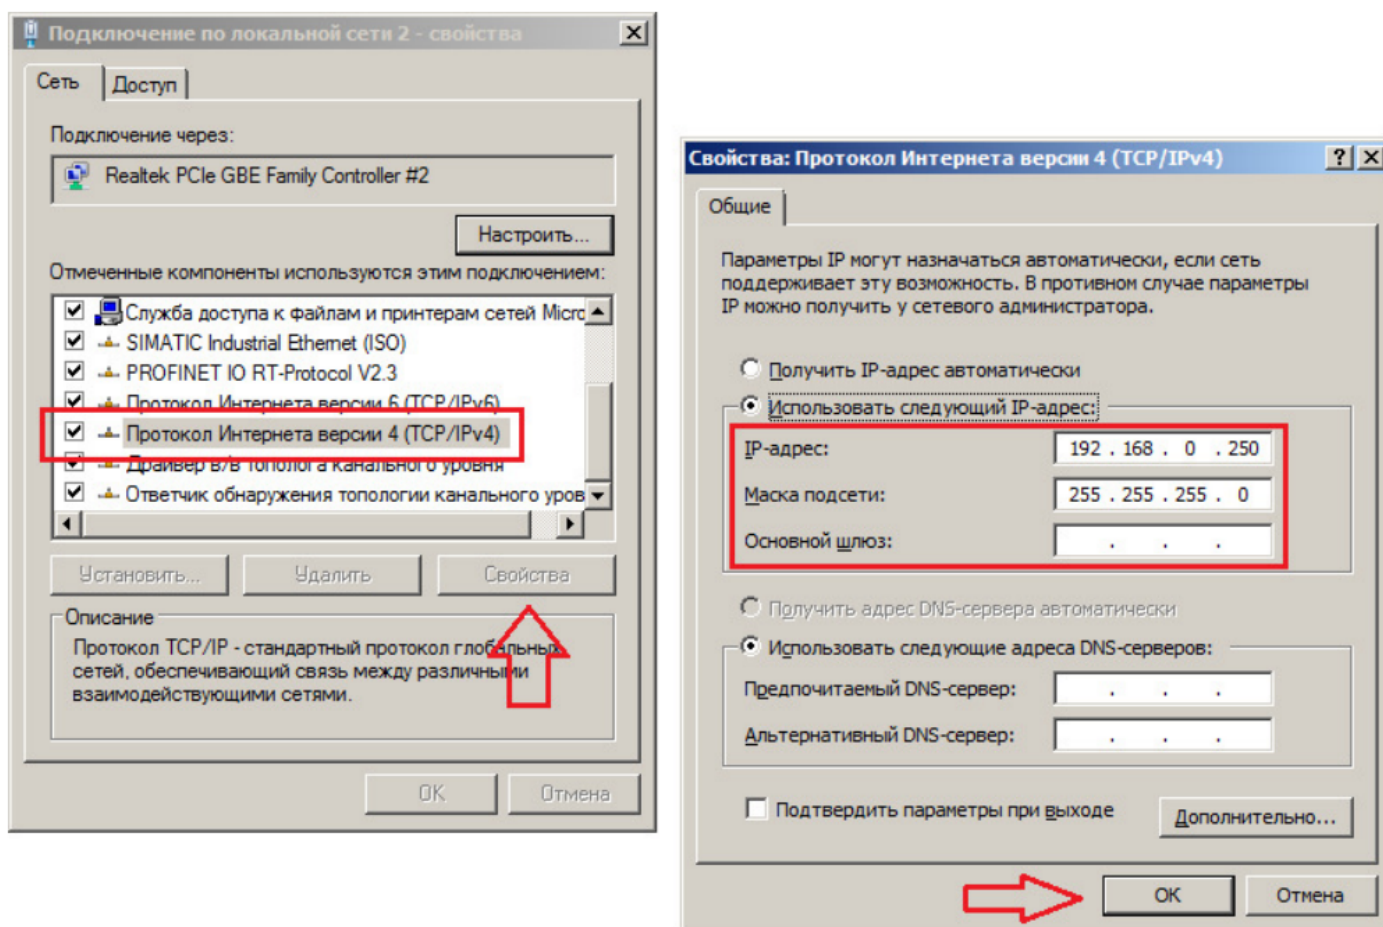 Подключение по локальной сети 2 - свойства
Сеть
Доступ
Подключение через:
Realtek PCIe GBE Family Controller #2
Настроить...
Отмеченные компоненты используются этим подключением:
Служба доступа к файлам и принтерам сетей Micro
SIMATIC Industrial Ethernet (ISO)
PROFINET IO RT-Protocol V2.3
Протокол Интернета версии 6 (TCP/IPv6)
Протокол Интернета версии 4 (TCP/IPv4)
Драйвер в/в тополога канального уровня
Ответчик обнаружения топологии канального уров
Установить...
Удалить
Свойства
Описание
Протокол TCP/IP - стандартный протокол глобальных
сетей, обеспечивающий связь между различными
взаимодействующими сетями.
ОК
Отмена
Свойства: Протокол Интернета версии 4 (TCP/IPv4)
Общие
Параметры IP могут назначаться автоматически, если сеть
поддерживает эту возможность. В противном случае параметры
IP можно получить у сетевого администратора.
Получить IP-адрес автоматически
Использовать следующий IP-адрес:
IP-адрес: 192 . 168 . 0 . 250
Маска подсети: 255 . 255 . 255 . 0
Основной шлюз: . . .
Получить адрес DNS-сервера автоматически
Использовать следующие адреса DNS-серверов:
Предпочитаемый DNS-сервер: . . .
Альтернативный DNS-сервер: . . .
Подтвердить параметры при выходе
Дополнительно...
ОК
Отмена